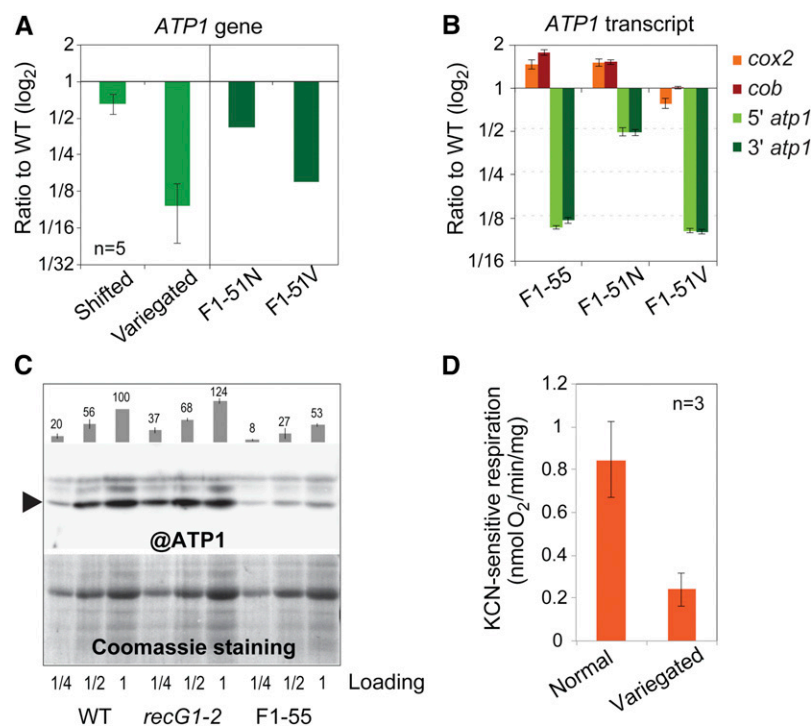 A
ATP1 gene
Ratio to WT (log2)
2
1
1/2
1/4
1/8
1/16
1/32
n=5
Shifted
Variegated
F1-51N
F1-51V
B
ATP1 transcript
Ratio to WT (log2)
2
1
1/2
1/4
1/8
1/16
F1-55
F1-51N
F1-51V
cox2
cob
5' atp1
3' atp1
C
20 56 100 37 68 124 8 27 53
@ATP1
Coomassie staining
1/4 1/2 1 1/4 1/2 1 1/4 1/2 1 Loading
WT recG1-2 F1-55
D
KCN-sensitive respiration
(nmol O2/min/mg)
1.2
1
0.8
0.6
0.4
0.2
0
n=3
Normal
Variegated